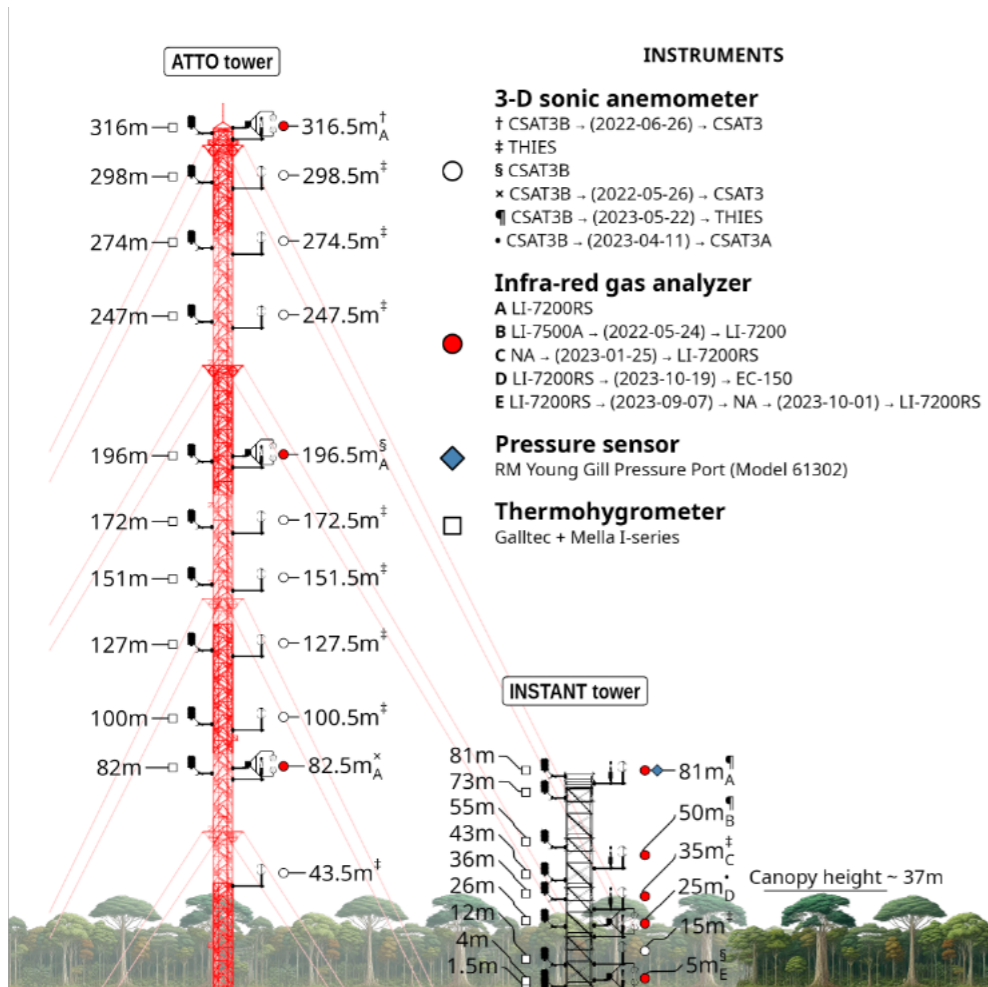 ATTO tower
316m
316.5m†A
298m
298.5m‡
274m
274.5m‡
247m
247.5m‡
196m
196.5m§A
172m
172.5m‡
151m
151.5m‡
127m
127.5m‡
100m
100.5m‡
82m
82.5m×A
43.5m‡
INSTRUMENTS
3-D sonic anemometer
† CSAT3B → (2022-06-26) → CSAT3
‡ THIES
§ CSAT3B
× CSAT3B → (2022-05-26) → CSAT3
¶ CSAT3B → (2023-05-22) → THIES
• CSAT3B → (2023-04-11) → CSAT3A
Infra-red gas analyzer
A LI-7200RS
B LI-7500A → (2022-05-24) → LI-7200
C NA → (2023-01-25) → LI-7200RS
D LI-7200RS → (2023-10-19) → EC-150
E LI-7200RS → (2023-09-07) → NA → (2023-10-01) → LI-7200RS
Pressure sensor
RM Young Gill Pressure Port (Model 61302)
Thermohygrometer
Galltec + Mella I-series
INSTANT tower
81m
73m
55m
43m
36m
26m
12m
4m
1.5m
81m¶A
50m¶B
35m‡C
25m•D
15m‡
5m§E
Canopy height ~ 37m